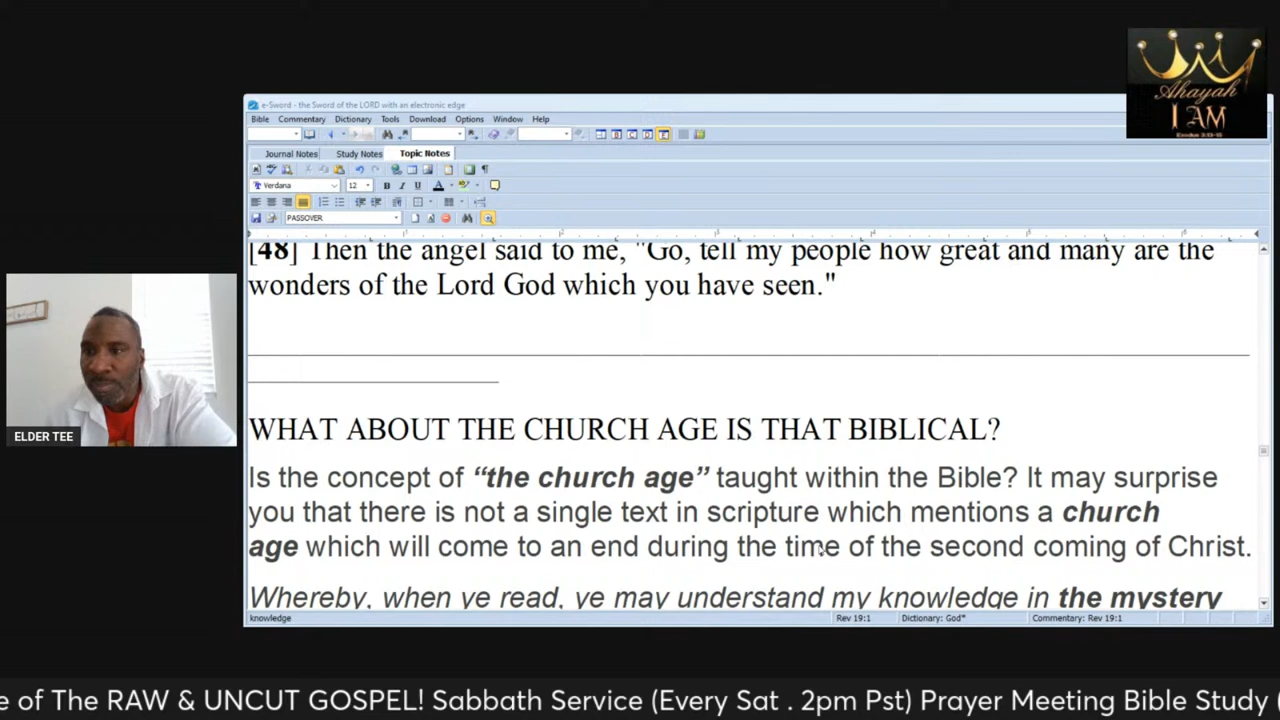 Ahayah
I AM
Exodus 3:13-15
e-Sword - the Sword of the LORD with an electronic edge
Bible Commentary Dictionary Tools Download Options Window Help
Journal Notes Study Notes Topic Notes
Verdana 12 B I U A
PASSOVER
[48] Then the angel said to me, "Go, tell my people how great and many are the
wonders of the Lord God which you have seen."
WHAT ABOUT THE CHURCH AGE IS THAT BIBLICAL?
Is the concept of “the church age” taught within the Bible? It may surprise
you that there is not a single text in scripture which mentions a church
age which will come to an end during the time of the second coming of Christ.
Whereby, when ye read, ye may understand my knowledge in the mystery
knowledge Rev 19:1 Dictionary: God* Commentary: Rev 19:1
ELDER TEE
e of The RAW & UNCUT GOSPEL! Sabbath Service (Every Sat . 2pm Pst) Prayer Meeting Bible Study (